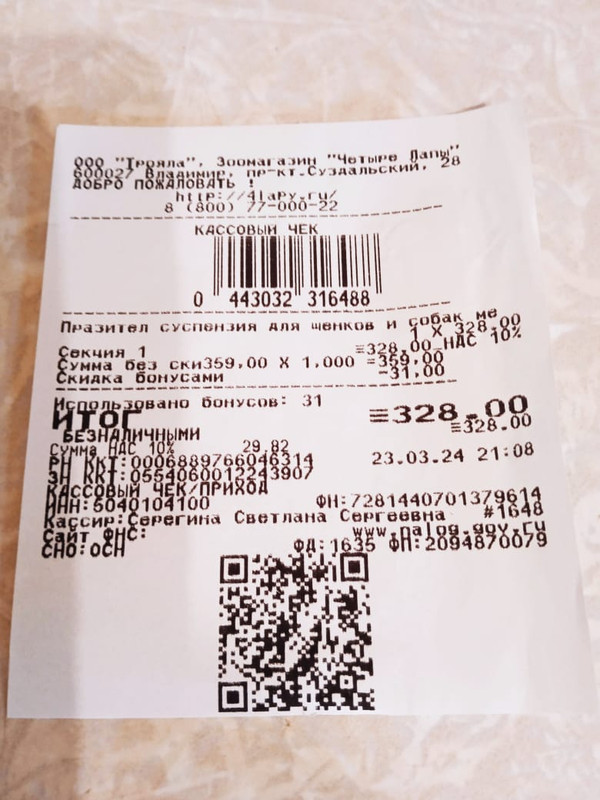 ООО "Трояла", Зоомагазин "Четыре Лапы"
600027 Владимир, пр-кт.Суздальский, 28
ДОБРО ПОЖАЛОВАТЬ !
http://4lapy.ru/
8 (800) 77-000-22
КАССОВЫЙ ЧЕК
0 443032 316488
Празител суспензия для щенков и собак ме
1 X 328.00
Секция 1 ≡328.00 НДС 10%
Сумма без ски359,00 X 1,000 =359,00
Скидка бонусами -31,00
Использовано бонусов: 31
ИТОГ ≡328.00
БЕЗНАЛИЧНЫМИ ≡328.00
Сумма НДС 10% 29.82
РН ККТ:0006889766046314 23.03.24 21:08
ЗН ККТ:0554060012243907
КАССОВЫЙ ЧЕК/ПРИХОД
ИНН:5040104100 ФН:7281440701379614
Кассир:Серегина Светлана Сергеевна #1648
Сайт ФНС: www.nalog.gov.ru
СНО:ОСН ФД:1635 ФП:2094870079